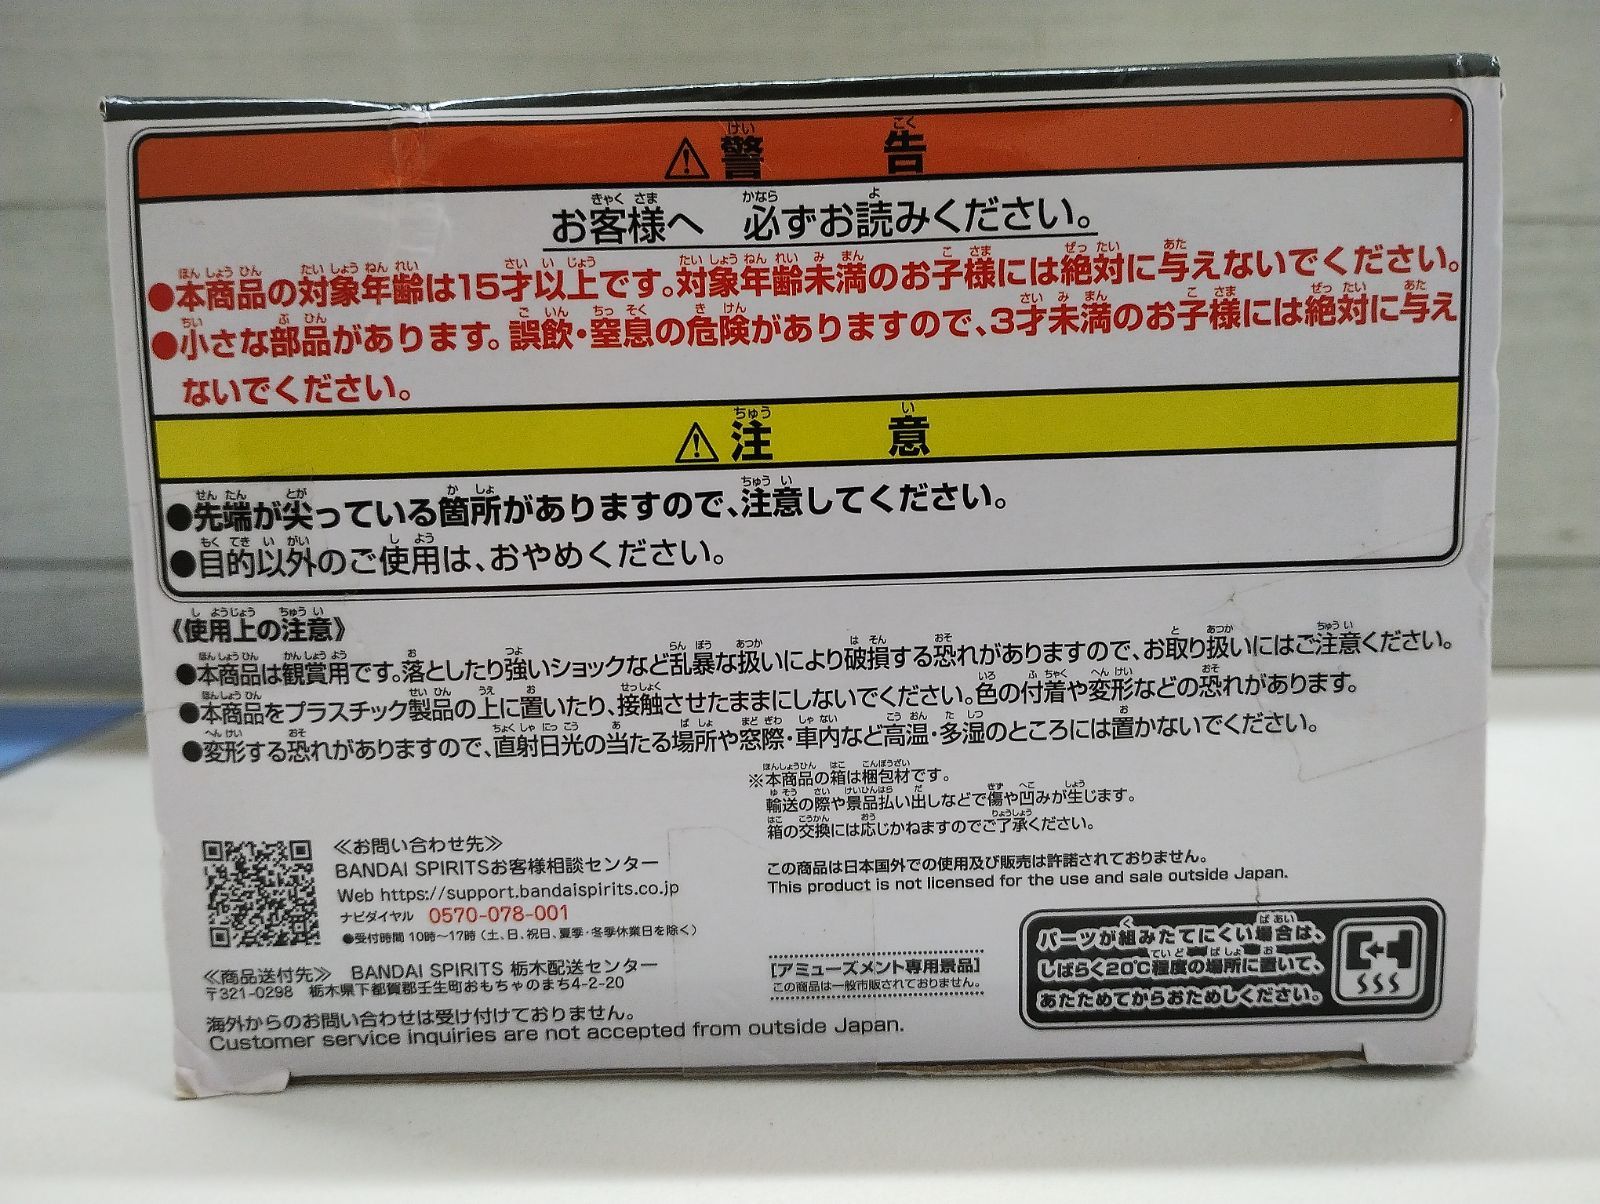 ⚠警告
お客様へ 必ずお読みください。
●本商品の対象年齢は15才以上です。対象年齢未満のお子様には絶対に与えないでください。
●小さな部品があります。誤飲・窒息の危険がありますので、3才未満のお子様には絶対に与え
ないでください。
⚠注意
●先端が尖っている箇所がありますので、注意してください。
●目的以外のご使用は、おやめください。
《使用上の注意》
●本商品は観賞用です。落としたり強いショックなど乱暴な扱いにより破損する恐れがありますので、お取り扱いにはご注意ください。
●本商品をプラスチック製品の上に置いたり、接触させたままにしないでください。色の付着や変形などの恐れがあります。
●変形する恐れがありますので、直射日光の当たる場所や窓際・車内など高温・多湿のところには置かないでください。
※本商品の箱は梱包材です。
輸送の際や景品払い出しなどで傷や凹みが生じます。
箱の交換には応じかねますのでご了承ください。
≪お問い合わせ先≫
BANDAI SPIRITSお客様相談センター
Web https://support.bandaispirits.co.jp
ナビダイヤル 0570-078-001
●受付時間 10時〜17時(土、日、祝日、夏季・冬季休業日を除く)
この商品は日本国外での使用及び販売は許諾されておりません。
This product is not licensed for the use and sale outside Japan.
≪商品送付先≫ BANDAI SPIRITS 栃木配送センター
〒321-0298 栃木県下都賀郡壬生町おもちゃのまち4-2-20
[アミューズメント専用景品]
この商品は一般市販されておりません。
パーツが組みたてにくい場合は、
しばらく20℃程度の場所に置いて、
あたためてからおためしください。
海外からのお問い合わせは受け付けておりません。
Customer service inquiries are not accepted from outside Japan.